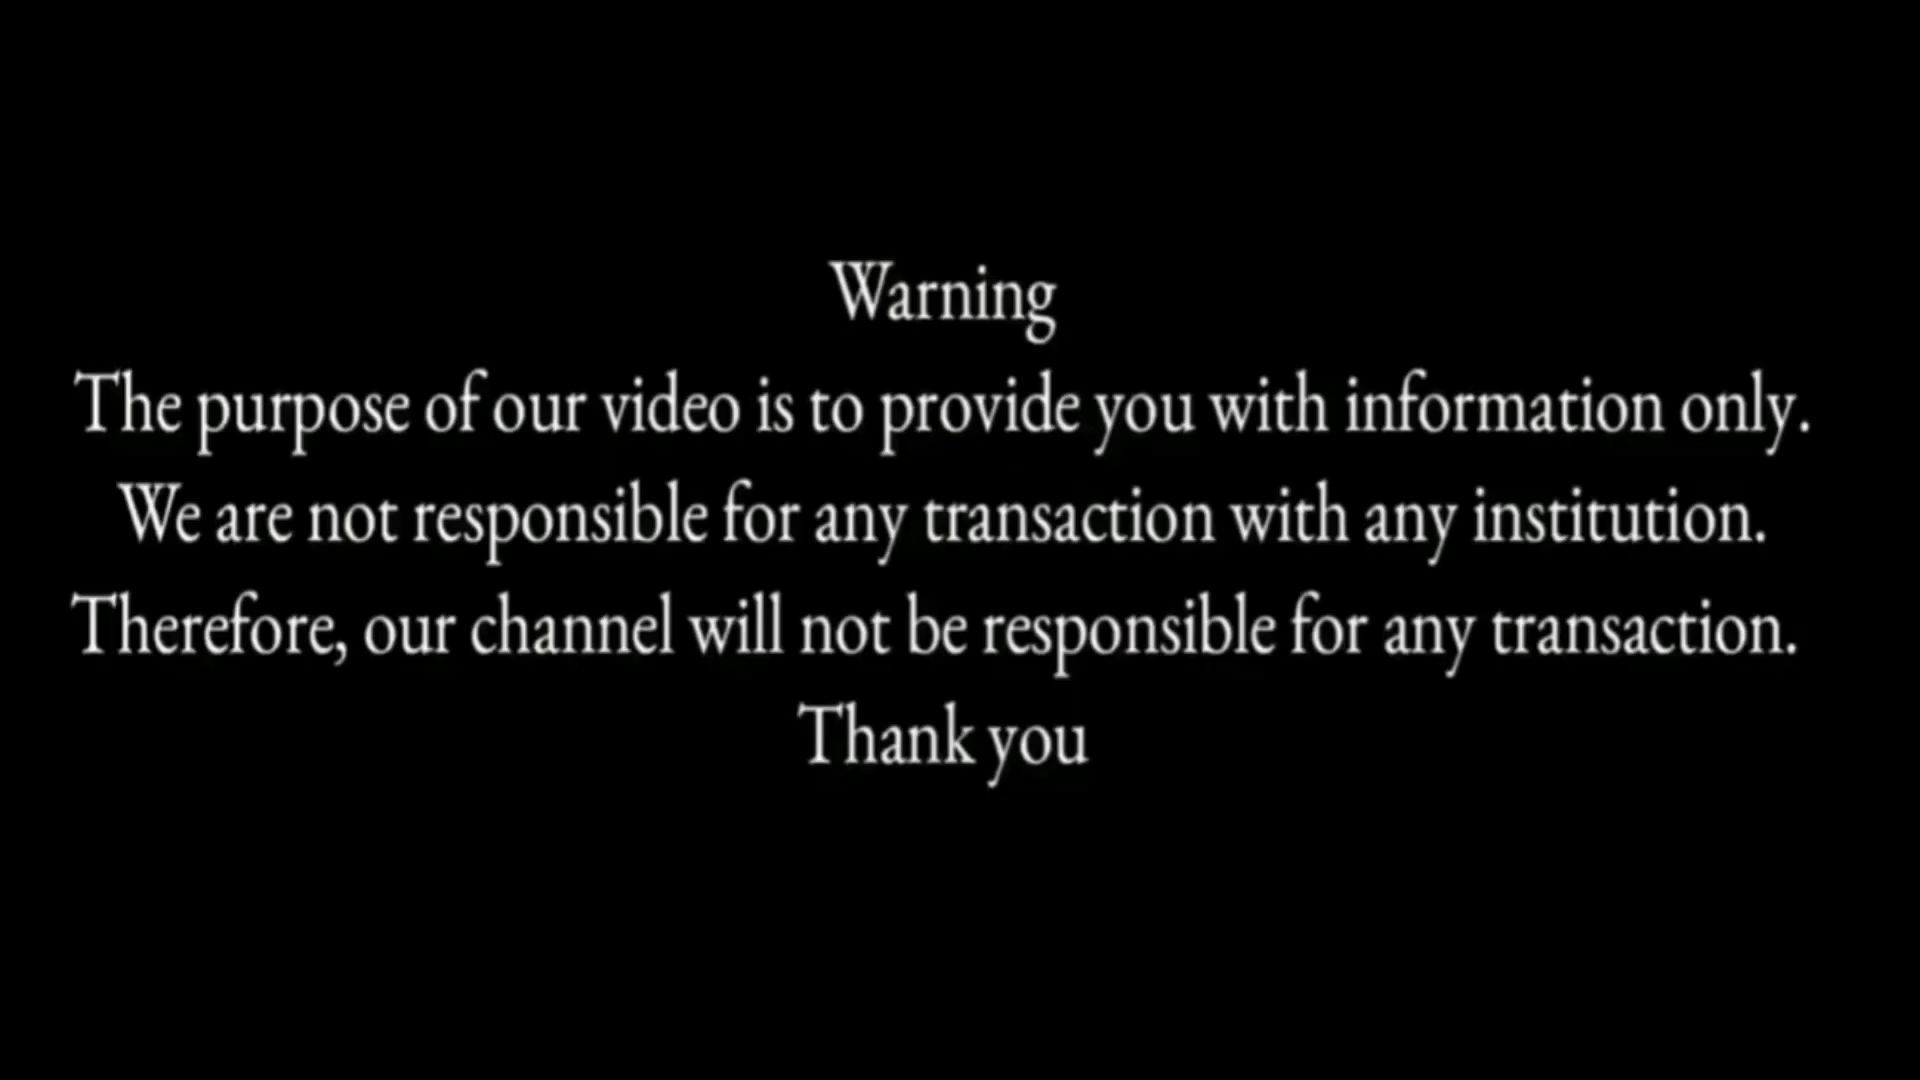 Warning
The purpose of our video is to provide you with information only.
We are not responsible for any transaction with any institution.
Therefore, our channel will not be responsible for any transaction.
Thank you